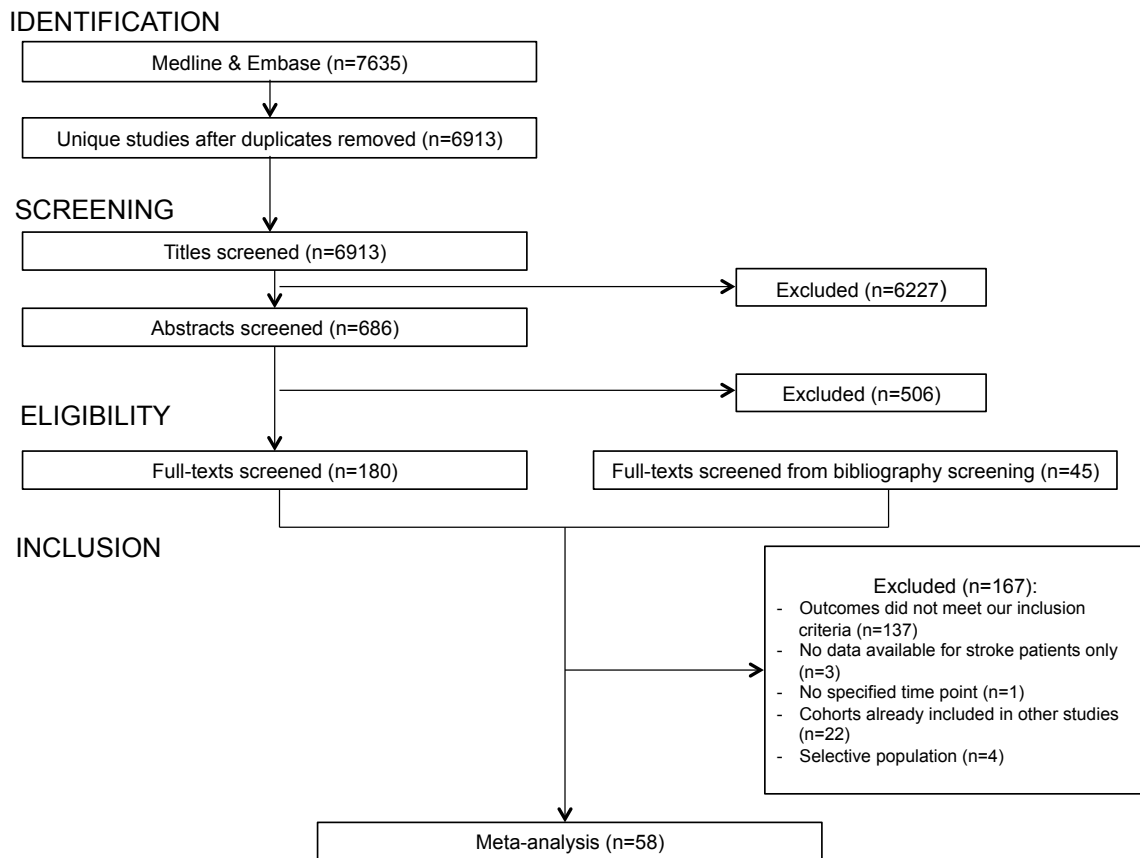 IDENTIFICATION
Medline & Embase (n=7635)
Unique studies after duplicates removed (n=6913)
SCREENING
Titles screened (n=6913)
Excluded (n=6227)
Abstracts screened (n=686)
Excluded (n=506)
ELIGIBILITY
Full-texts screened (n=180)
Full-texts screened from bibliography screening (n=45)
INCLUSION
Excluded (n=167):
- Outcomes did not meet our inclusion
criteria (n=137)
- No data available for stroke patients only
(n=3)
- No specified time point (n=1)
- Cohorts already included in other studies
(n=22)
- Selective population (n=4)
Meta-analysis (n=58)